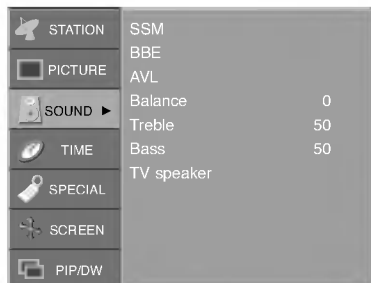 STATION
PICTURE
SOUND ►
TIME
SPECIAL
SCREEN
PIP/DW
SSM
BBE
AVL
Balance 0
Treble 50
Bass 50
TV speaker